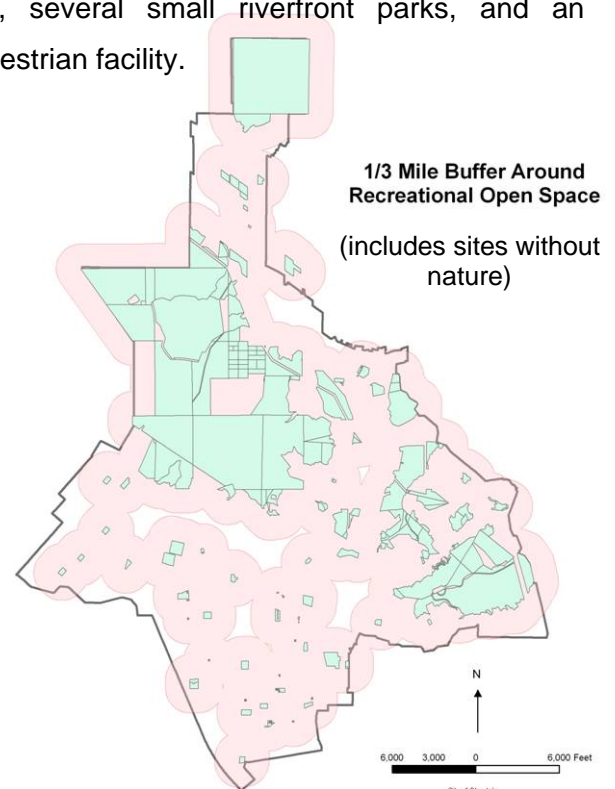 , several small riverfront parks, and an
estrian facility.
1/3 Mile Buffer Around
Recreational Open Space
(includes sites without
nature)
N
6,000 3,000 0 6,000 Feet